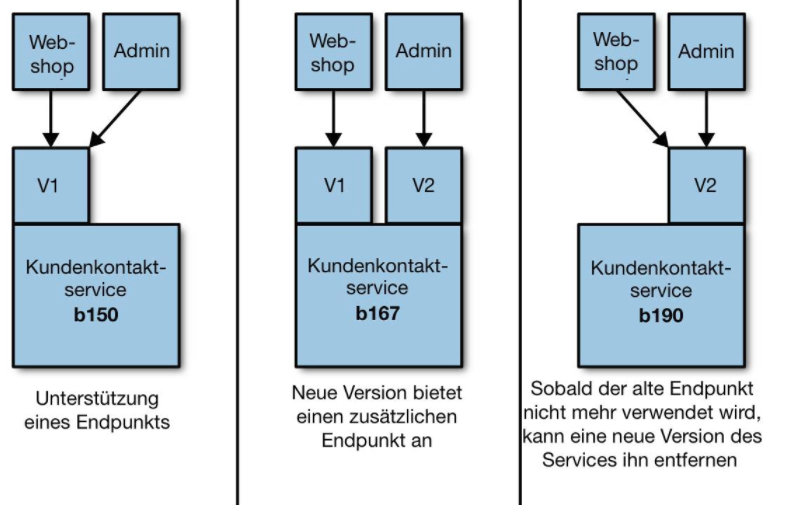 Web-
shop
Admin
V1
Kundenkontakt-
service
b150
Unterstützung
eines Endpunkts
Web-
shop
Admin
V1
V2
Kundenkontakt-
service
b167
Neue Version bietet
einen zusätzlichen
Endpunkt an
Web-
shop
Admin
V2
Kundenkontakt-
service
b190
Sobald der alte Endpunkt
nicht mehr verwendet wird,
kann eine neue Version des
Services ihn entfernen